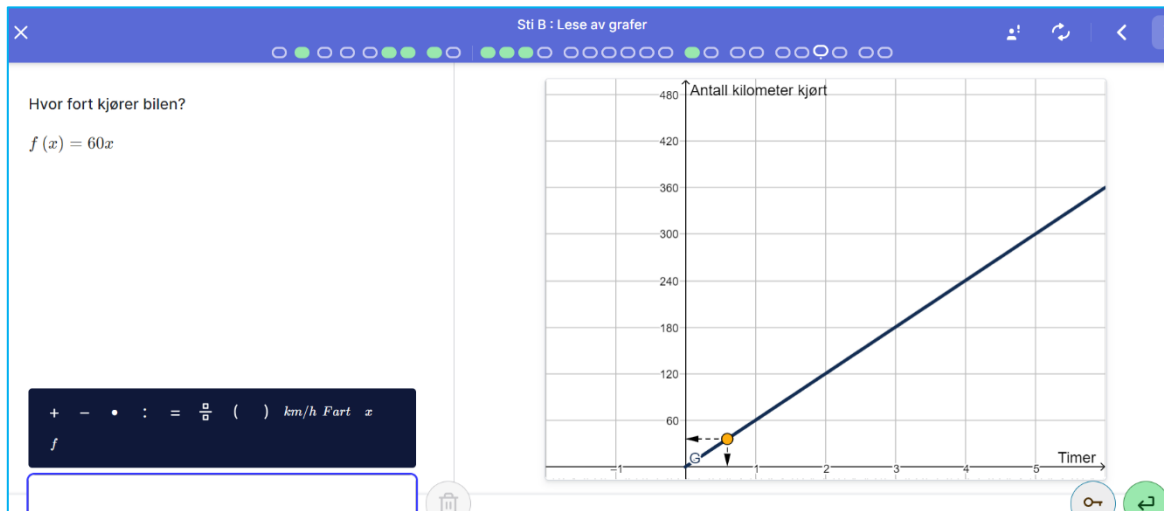 Sti B : Lese av grafer
Hvor fort kjører bilen?
f (x) = 60x
+ − • : = □/□ ( ) km/h Fart x
f
Antall kilometer kjørt
480
420
360
300
240
180
120
60
G
Timer
−1 1 2 3 4 5